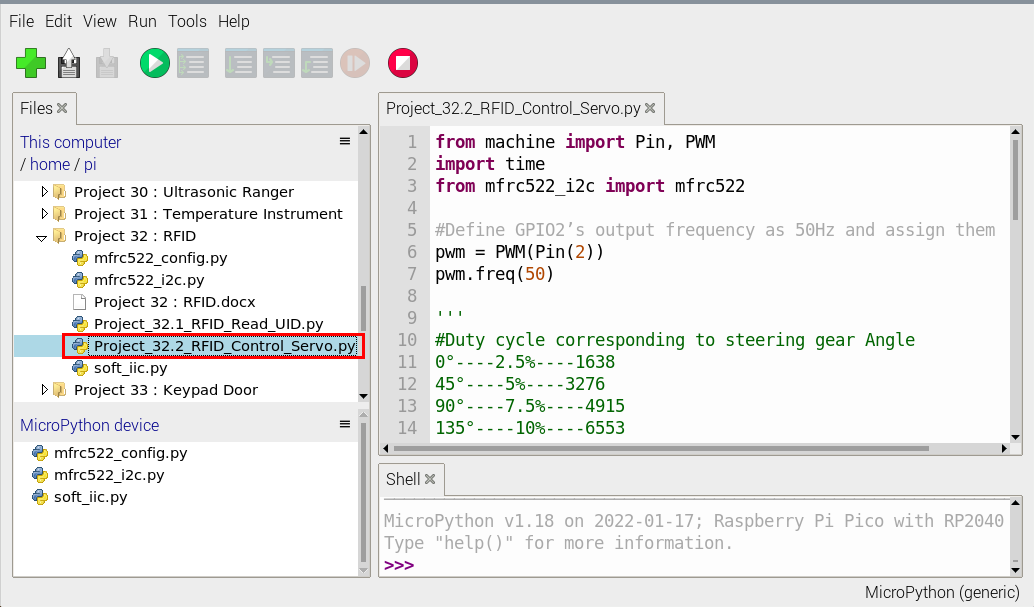 File Edit View Run Tools Help
Files
This computer
/ home / pi
Project 30 : Ultrasonic Ranger
Project 31 : Temperature Instrument
Project 32 : RFID
mfrc522_config.py
mfrc522_i2c.py
Project 32 : RFID.docx
Project_32.1_RFID_Read_UID.py
Project_32.2_RFID_Control_Servo.py
soft_iic.py
Project 33 : Keypad Door
MicroPython device
mfrc522_config.py
mfrc522_i2c.py
soft_iic.py
Project_32.2_RFID_Control_Servo.py
1 from machine import Pin, PWM
2 import time
3 from mfrc522_i2c import mfrc522
4
5 #Define GPIO2’s output frequency as 50Hz and assign them
6 pwm = PWM(Pin(2))
7 pwm.freq(50)
8
9 '''
10 #Duty cycle corresponding to steering gear Angle
11 0°----2.5%----1638
12 45°----5%----3276
13 90°----7.5%----4915
14 135°----10%----6553
Shell
MicroPython v1.18 on 2022-01-17; Raspberry Pi Pico with RP2040
Type "help()" for more information.
>>>
MicroPython (generic)